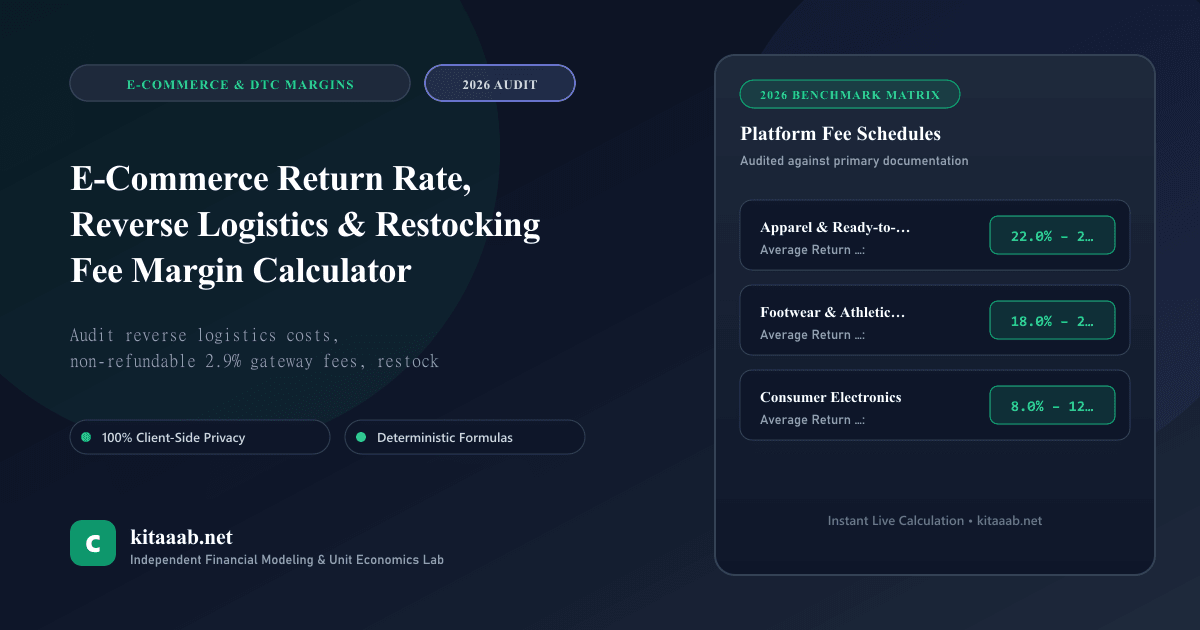 E-COMMERCE & DTC MARGINS
2026 AUDIT
E-Commerce Return Rate,
Reverse Logistics & Restocking
Fee Margin Calculator
Audit reverse logistics costs,
non-refundable 2.9% gateway fees, restock
100% Client-Side Privacy
Deterministic Formulas
C
kitaaab.net
Independent Financial Modeling & Unit Economics Lab
2026 BENCHMARK MATRIX
Platform Fee Schedules
Audited against primary documentation
Apparel & Ready-to-…
Average Return …:
22.0% – 2…
Footwear & Athletic…
Average Return …:
18.0% – 2…
Consumer Electronics
Average Return …:
8.0% – 12…
Instant Live Calculation • kitaaab.net